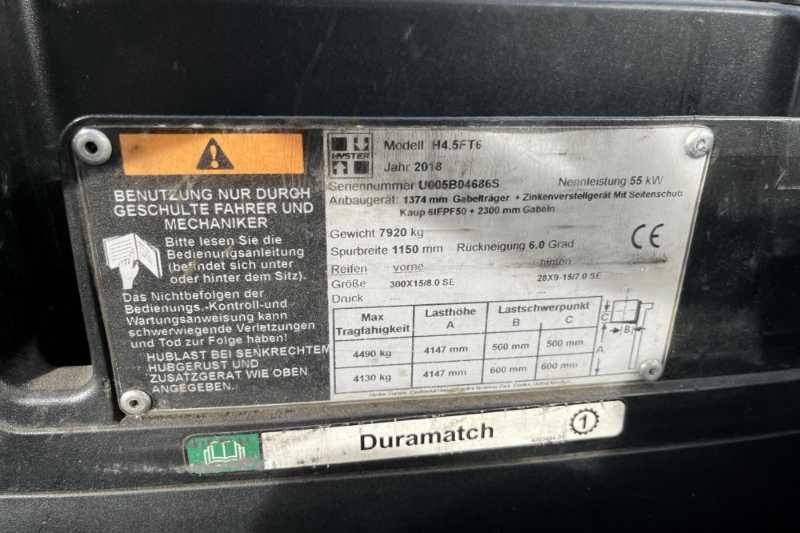 BENUTZUNG NUR DURCH
GESCHULTE FAHRER UND
MECHANIKER
Bitte lesen Sie die
Bedienungsanleitung
(befindet sich unter
oder hinter dem Sitz).
Das Nichtbefolgen der
Bedienungs.-Kontroll-und
Wartungsanweisung kann
schwerwiegende Verletzungen
und Tod zur Folge haben!
HUBLAST BEI SENKRECHTEM
HUBGERUST UND
ZUSATZGERÄT WIE OBEN
ANGEGEBEN.
HYSTER
Modell H4.5FT6
Jahr 2018
Seriennummer U005B04686S Nennleistung 55 kW
Anbaugerät: 1374 mm Gabelträger + Zinkenverstellgerät Mit Seitenschub
Kaup 6IFPF50 + 2300 mm Gabeln
Gewicht 7920 kg
Spurbreite 1150 mm Rückneigung 6.0 Grad
CE
Reifen vorne hinten
Größe 300X15/8.0 SE 28X9-15/7.0 SE
Druck
Max Tragfähigkeit Lasthöhe A Lastschwerpunkt B C
4490 kg 4147 mm 500 mm 500 mm
4130 kg 4147 mm 600 mm 600 mm
C B A
Duramatch
1